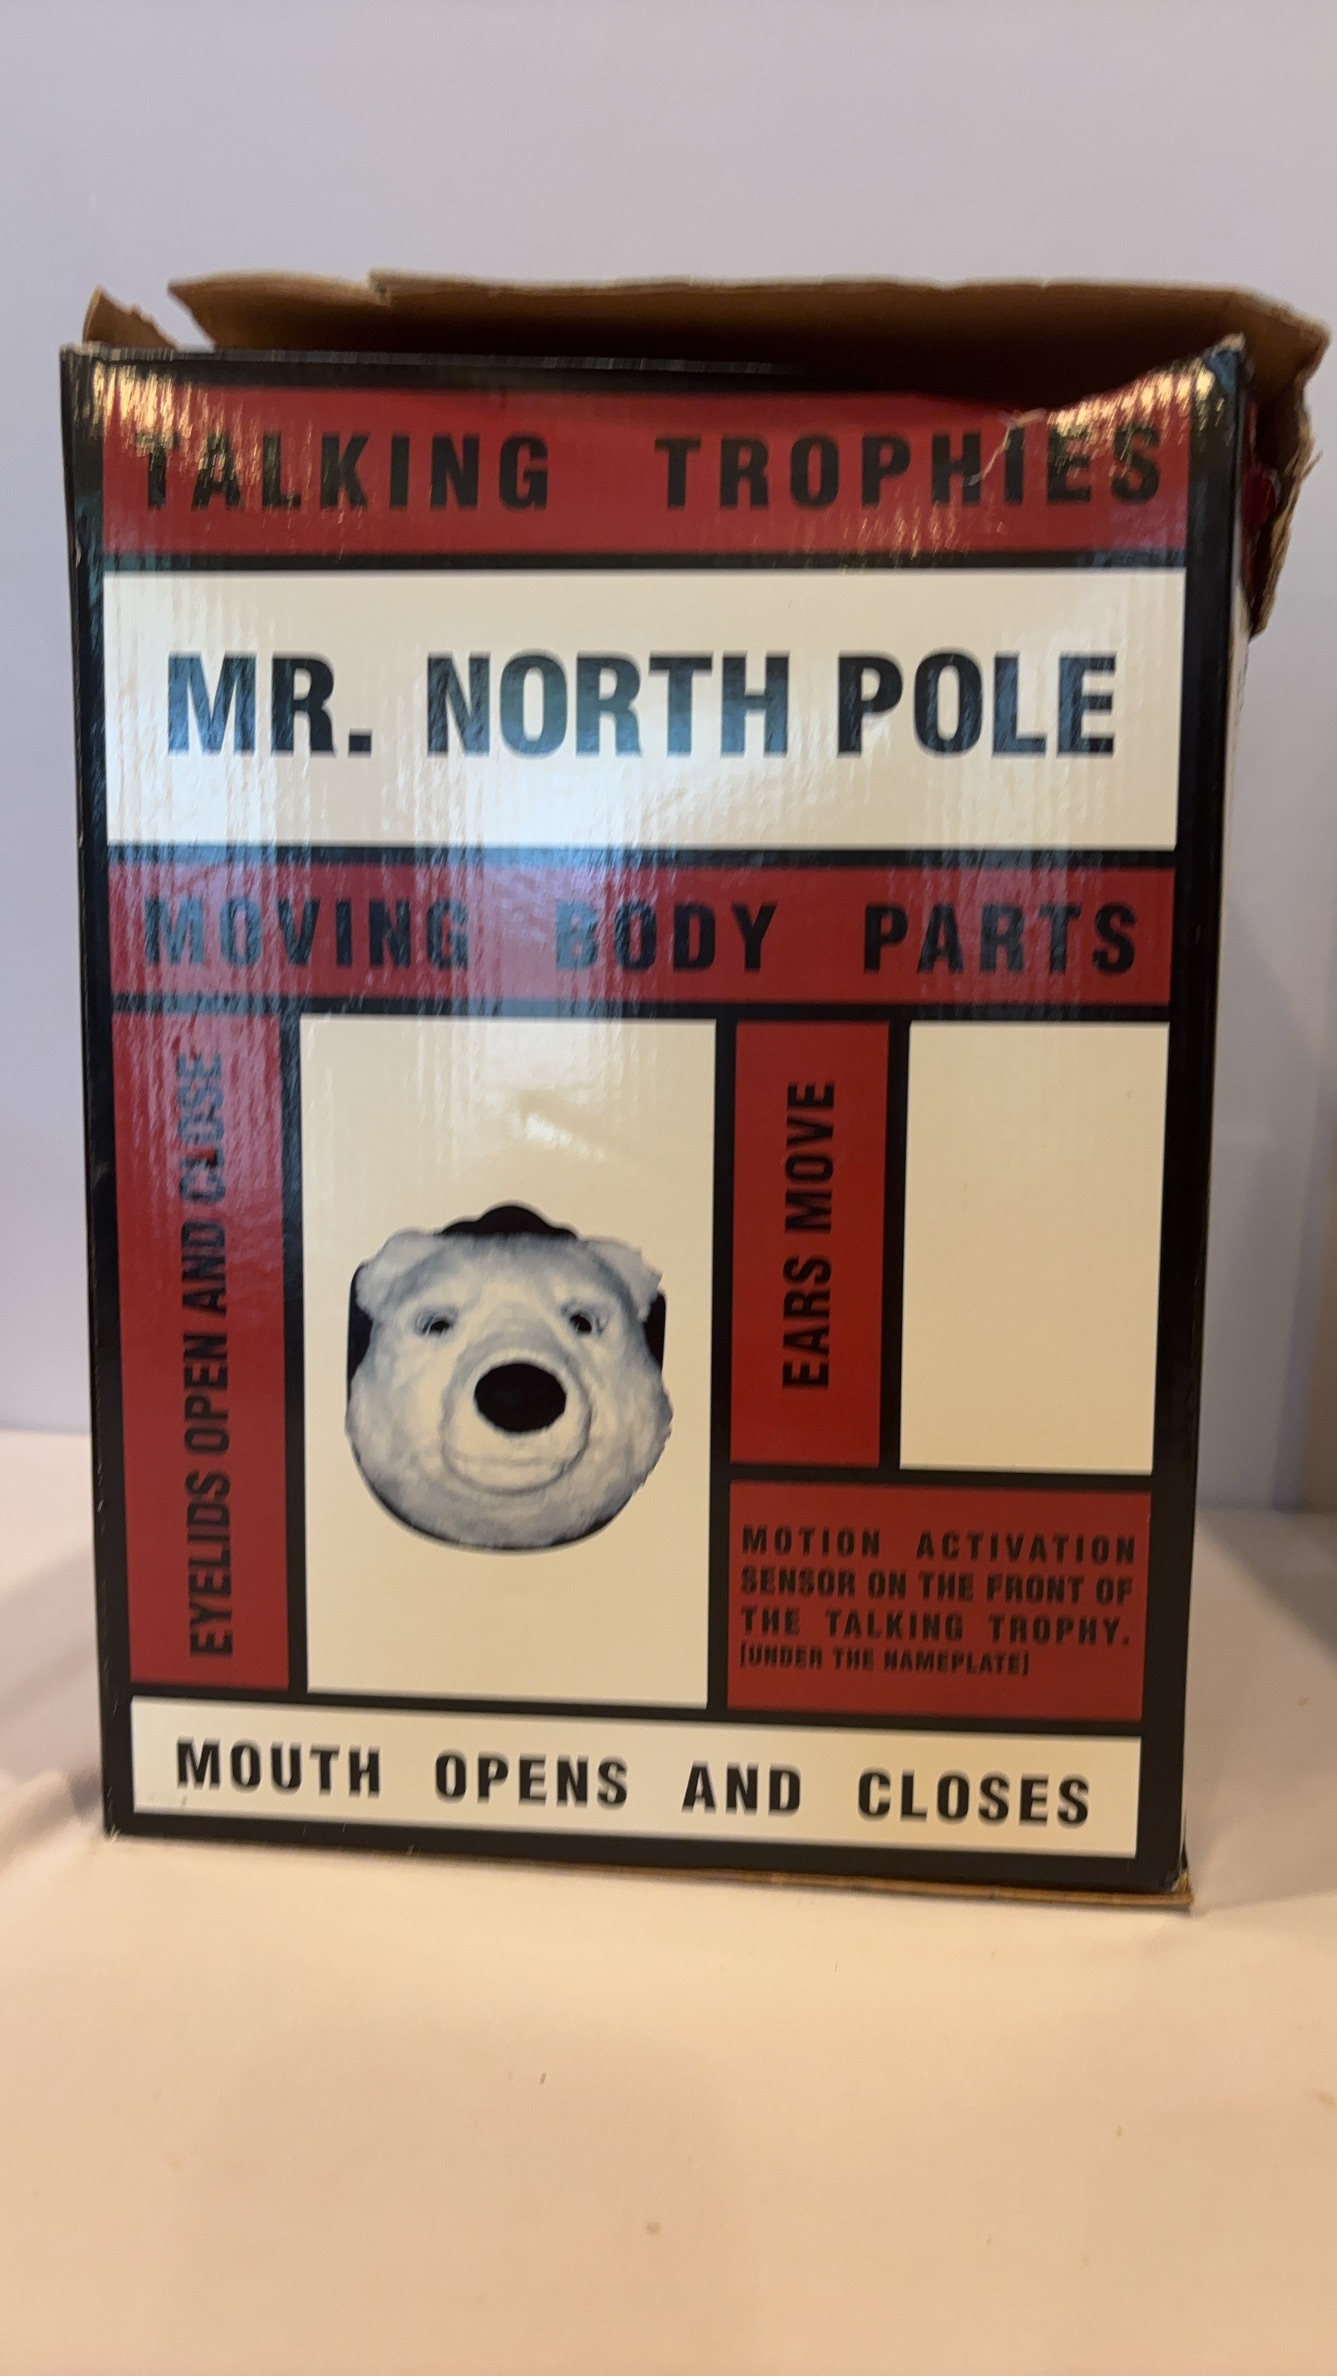 TALKING TROPHIES
MR. NORTH POLE
MOVING BODY PARTS
EYELIDS OPEN AND CLOSE
EARS MOVE
MOTION ACTIVATION
SENSOR ON THE FRONT OF
THE TALKING TROPHY.
[UNDER THE NAMEPLATE]
MOUTH OPENS AND CLOSES